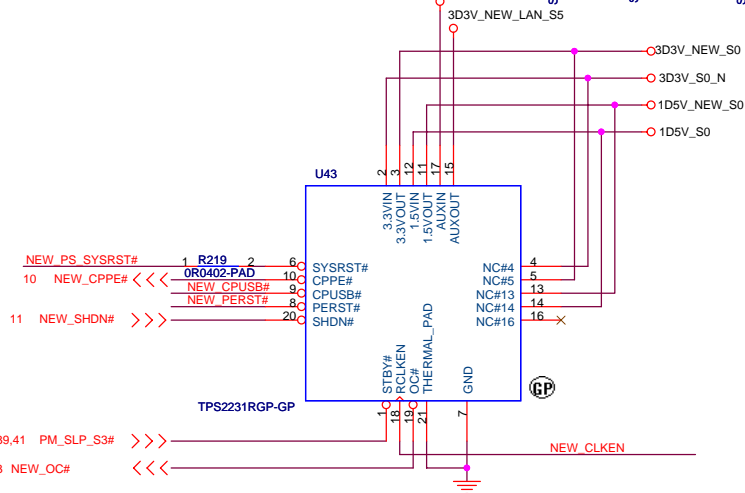 3D3V_NEW_LAN_S5
3D3V_NEW_S0
3D3V_S0_N
1D5V_NEW_S0
1D5V_S0
U43
2
3
12
11
17
15
3.3VIN
3.3VOUT
1.5VIN
1.5VOUT
AUXIN
AUXOUT
NEW_PS_SYSRST#
1
R219
2
6
SYSRST#
NC#4
4
0R0402-PAD
10
NEW_CPPE#
10
CPPE#
NC#5
5
NEW_CPUSB#
9
CPUSB#
NC#13
13
NEW_PERST#
8
PERST#
NC#14
14
11
NEW_SHDN#
20
SHDN#
NC#16
16
STBY#
RCLKEN
OC#
THERMAL_PAD
GND
GP
TPS2231RGP-GP
1
18
19
21
7
39,41
PM_SLP_S3#
NEW_CLKEN
NEW_OC#